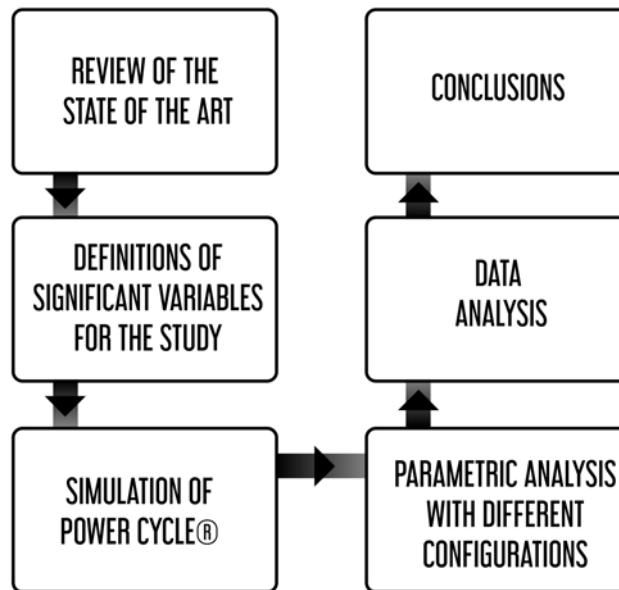 REVIEW OF THE
STATE OF THE ART
DEFINITIONS OF
SIGNIFICANT VARIABLES
FOR THE STUDY
SIMULATION OF
POWER CYCLE®
PARAMETRIC ANALYSIS
WITH DIFFERENT
CONFIGURATIONS
DATA
ANALYSIS
CONCLUSIONS